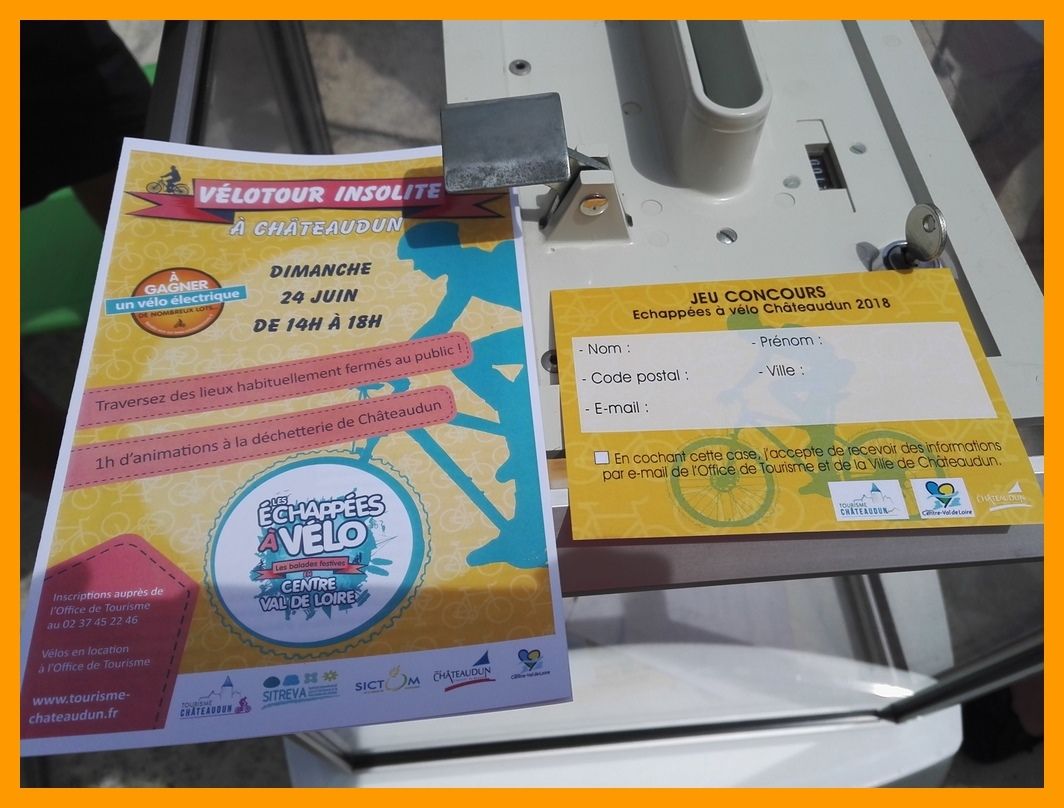 VÉLOTOUR INSOLITE
À CHÂTEAUDUN
DIMANCHE
24 JUIN
DE 14H À 18H
À
GAGNER
un vélo électrique
DE NOMBREUX LOTS
Traversez des lieux habituellement fermés au public !
1h d'animations à la déchetterie de Châteaudun
LES
ÉCHAPPÉES
À VÉLO
Les balades festives
EN
CENTRE
VAL DE LOIRE
Inscriptions auprès de
l'Office de Tourisme
au 02 37 45 22 46
Vélos en location
à l'Office de Tourisme
www.tourisme-
chateaudun.fr
TOURISME
CHÂTEAUDUN
SITREVA
SICTOM
CHÂTEAUDUN
Centre-Val de Loire
JEU CONCOURS
Echappées à vélo Châteaudun 2018
- Nom :
- Prénom :
- Code postal :
- Ville :
- E-mail :
En cochant cette case, j'accepte de recevoir des informations
par e-mail de l'Office de Tourisme et de la Ville de Châteaudun.
TOURISME
CHÂTEAUDUN
Centre-Val de Loire
CHÂTEAUDUN